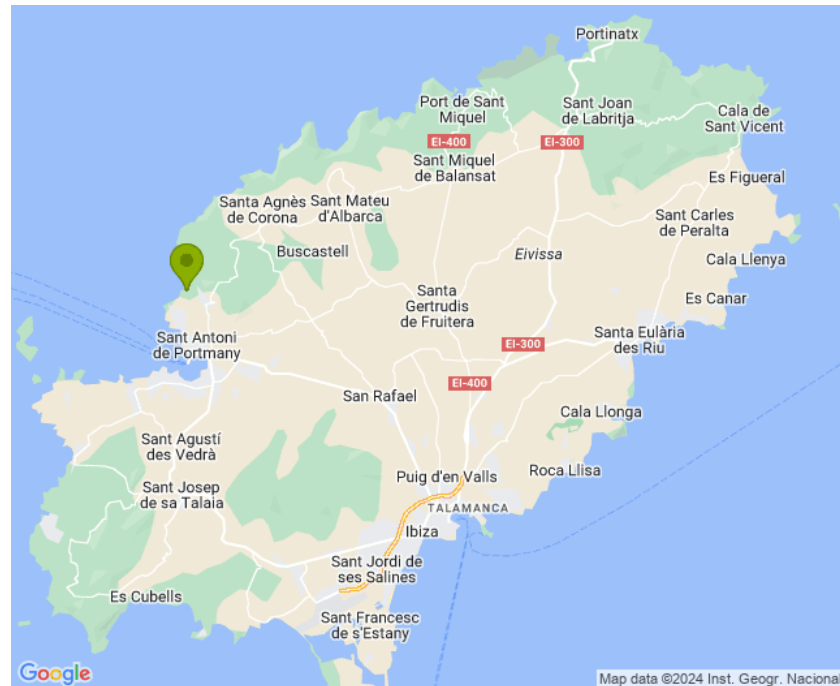 Portinatx
Port de Sant
Miquel
Sant Joan
de Labritja
Cala de
Sant Vicent
EI-400
EI-300
Sant Miquel
de Balansat
Es Figueral
Santa Agnès
de Corona
Sant Mateu
d'Albarca
Sant Carles
de Peralta
Buscastell
Eivissa
Cala Llenya
Santa
Gertrudis
de Fruitera
Es Canar
Sant Antoni
de Portmany
Santa Eulària
des Riu
EI-300
EI-400
San Rafael
Cala Llonga
Sant Agustí
des Vedrà
Roca Llisa
Puig d'en Valls
Sant Josep
de sa Talaia
TALAMANCA
Ibiza
Sant Jordi de
ses Salines
Es Cubells
Sant Francesc
de s'Estany
Google
Map data ©2024 Inst. Geogr. Nacional